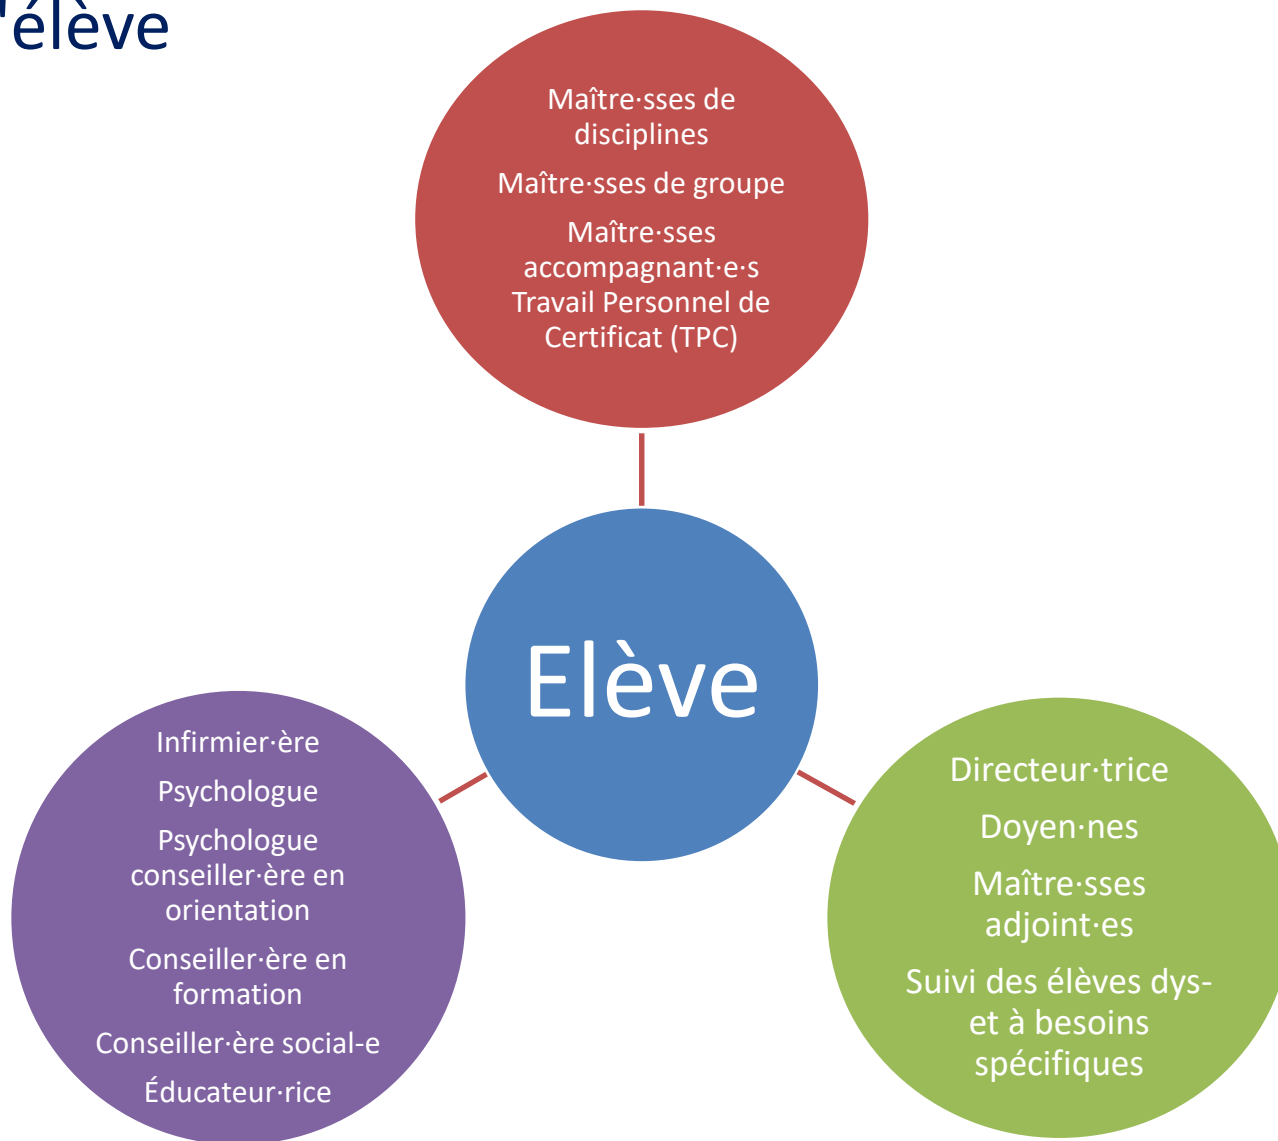 'élève
Maître·sses de
disciplines
Maître·sses de groupe
Maître·sses
accompagnant·e·s
Travail Personnel de
Certificat (TPC)
Elève
Infirmier·ère
Psychologue
Psychologue
conseiller·ère en
orientation
Conseiller·ère en
formation
Conseiller·ère social-e
Éducateur·rice
Directeur·trice
Doyen·nes
Maître·sses
adjoint·es
Suivi des élèves dys-
et à besoins
spécifiques